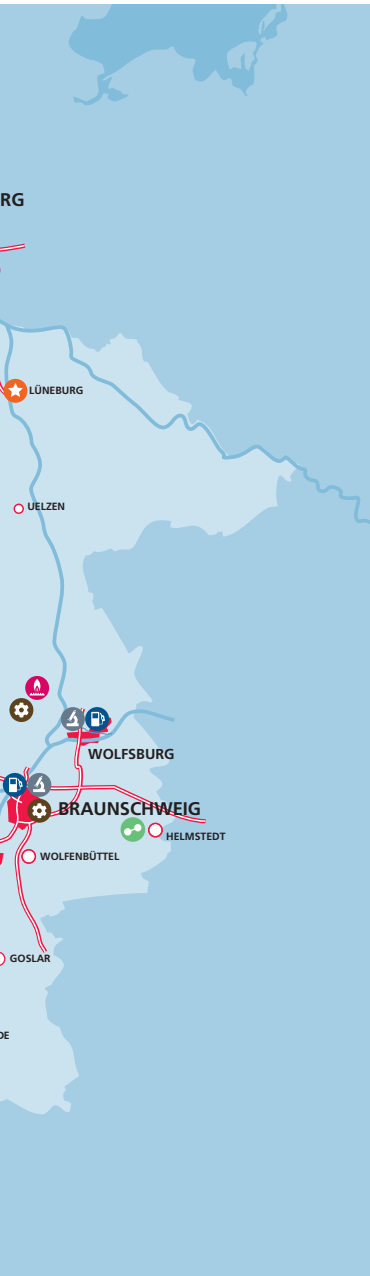 RG
LÜNEBURG
UELZEN
WOLFSBURG
BRAUNSCHWEIG
HELMSTEDT
WOLFENBÜTTEL
GOSLAR
DE